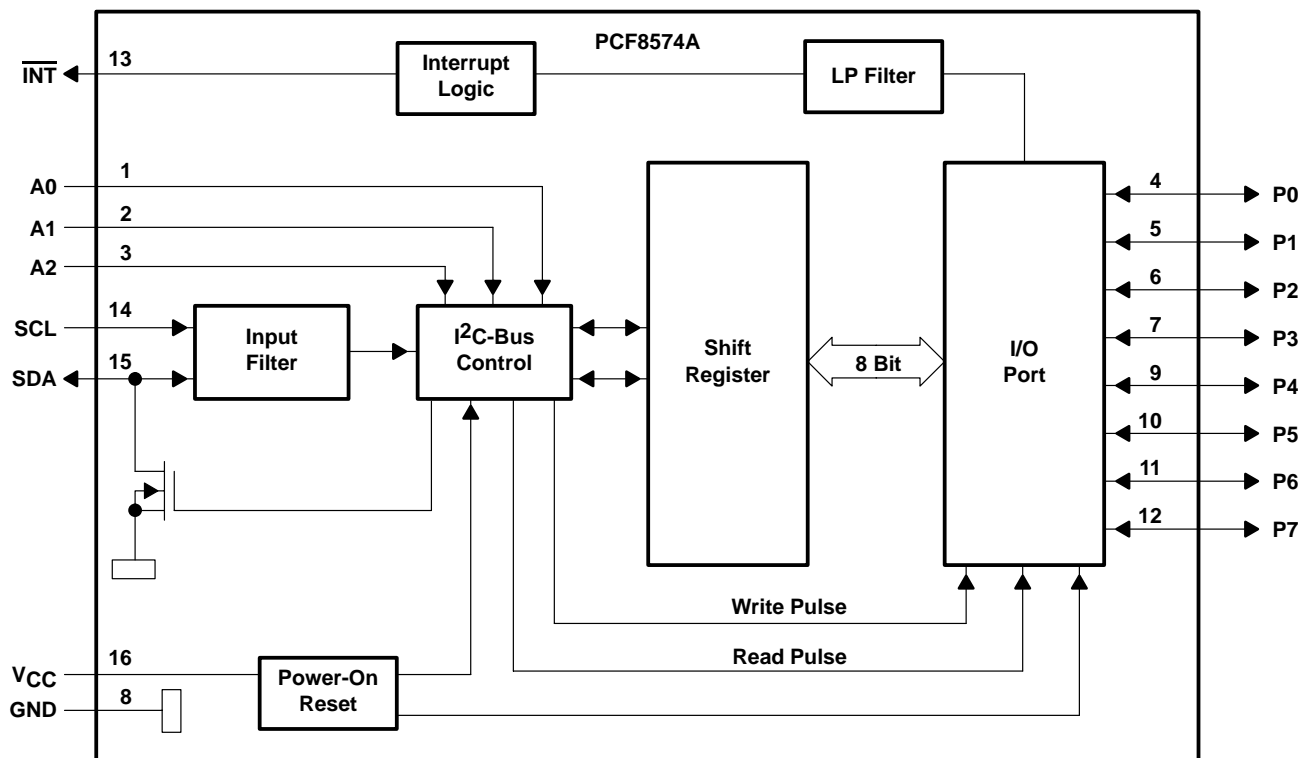 PCF8574A
INT
13
Interrupt
Logic
LP Filter
A0
1
A1
2
A2
3
SCL
14
SDA
15
Input
Filter
I2C-Bus
Control
Shift
Register
8 Bit
I/O
Port
4
P0
5
P1
6
P2
7
P3
9
P4
10
P5
11
P6
12
P7
Write Pulse
Read Pulse
VCC
16
GND
8
Power-On
Reset